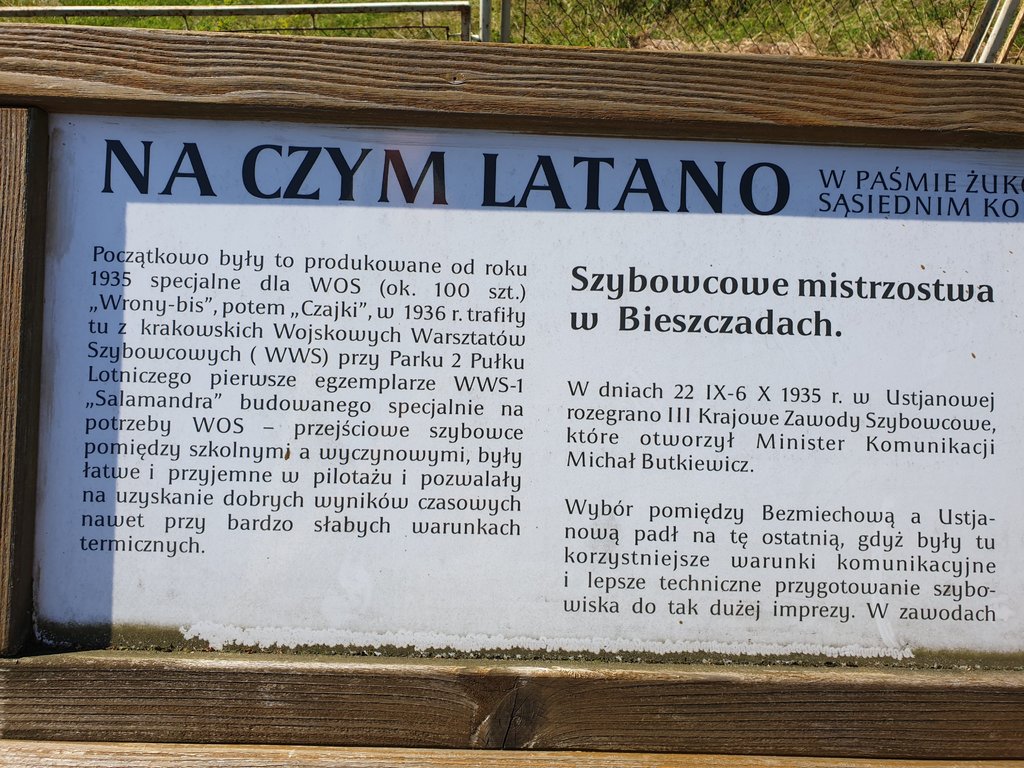 NA CZYM LATANO
W PAŚMIE
SĄSIEDNIM
Początkowo były to produkowane od roku
1935 specjalne dla WOS (ok. 100 szt.)
„Wrony-bis”, potem „Czajki”, w 1936 r. trafiły
tu z krakowskich Wojskowych Warsztatów
Szybowcowych ( WWS) przy Parku 2 Pułku
Lotniczego pierwsze egzemplarze WWS-1
„Salamandra” budowanego specjalnie na
potrzeby WOS – przejściowe szybowce
pomiędzy szkolnymi a wyczynowymi, były
łatwe i przyjemne w pilotażu i pozwalały
na uzyskanie dobrych wyników czasowych
nawet przy bardzo słabych warunkach
termicznych.
Szybowcowe mistrzostwa
w Bieszczadach.
W dniach 22 IX-6 X 1935 r. w Ustjanowej
rozegrano III Krajowe Zawody Szybowcowe,
które otworzył Minister Komunikacji
Michał Butkiewicz.
Wybór pomiędzy Bezmiechową a Ustja-
nową padł na tę ostatnią, gdyż były tu
korzystniejsze warunki komunikacyjne
i lepsze techniczne przygotowanie szybo-
wiska do tak dużej imprezy. W zawodach